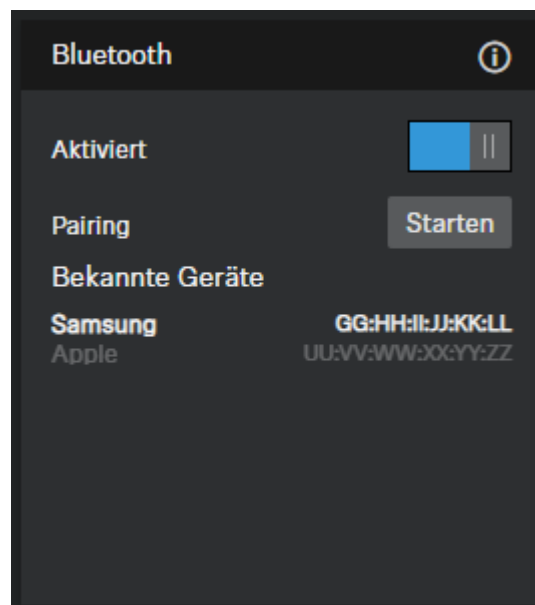 Bluetooth
Aktiviert
Pairing Starten
Bekannte Geräte
Samsung GG:HH:II:JJ:KK:LL
Apple UU:VV:WW:XX:YY:ZZ